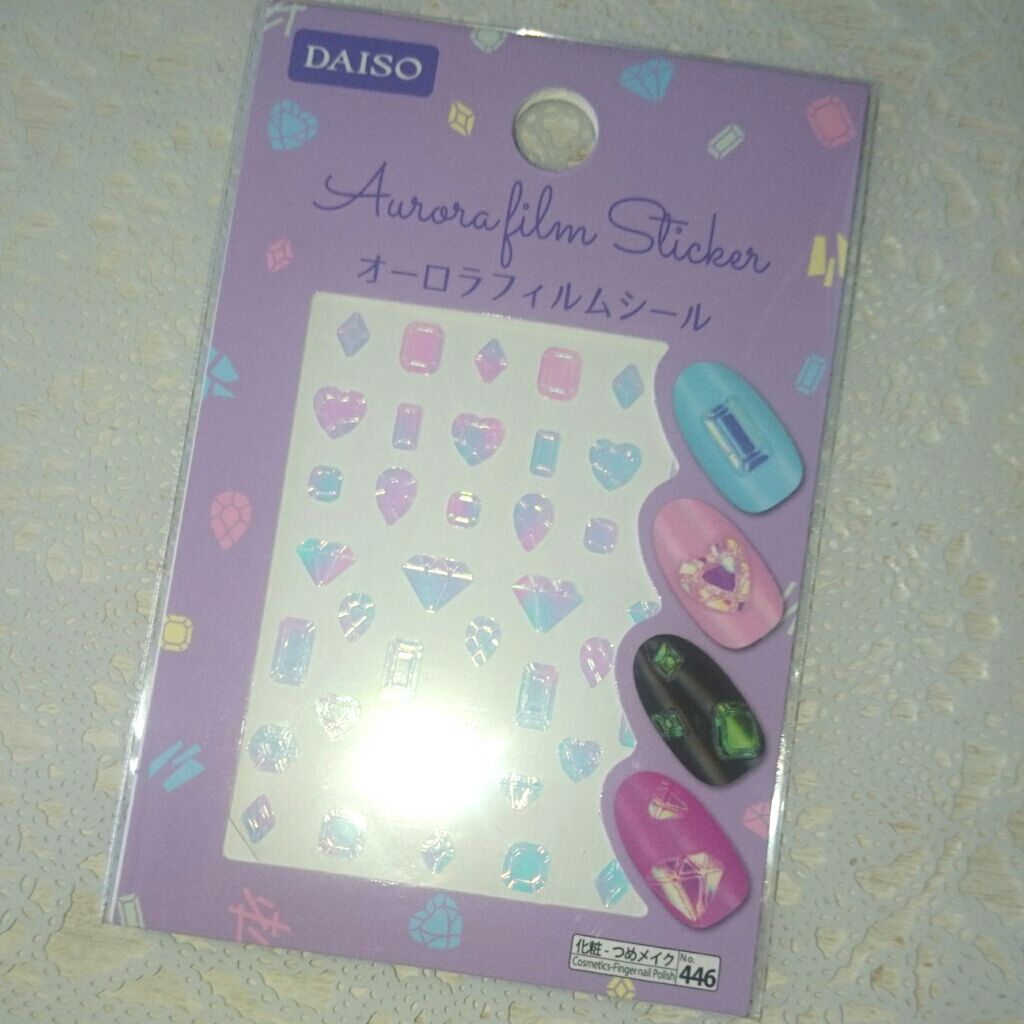 DAISO
Aurora film Sticker
オーロラフィルムシール
化粧 - つめメイク
Cosmetics-Fingernail Polish
No.
446